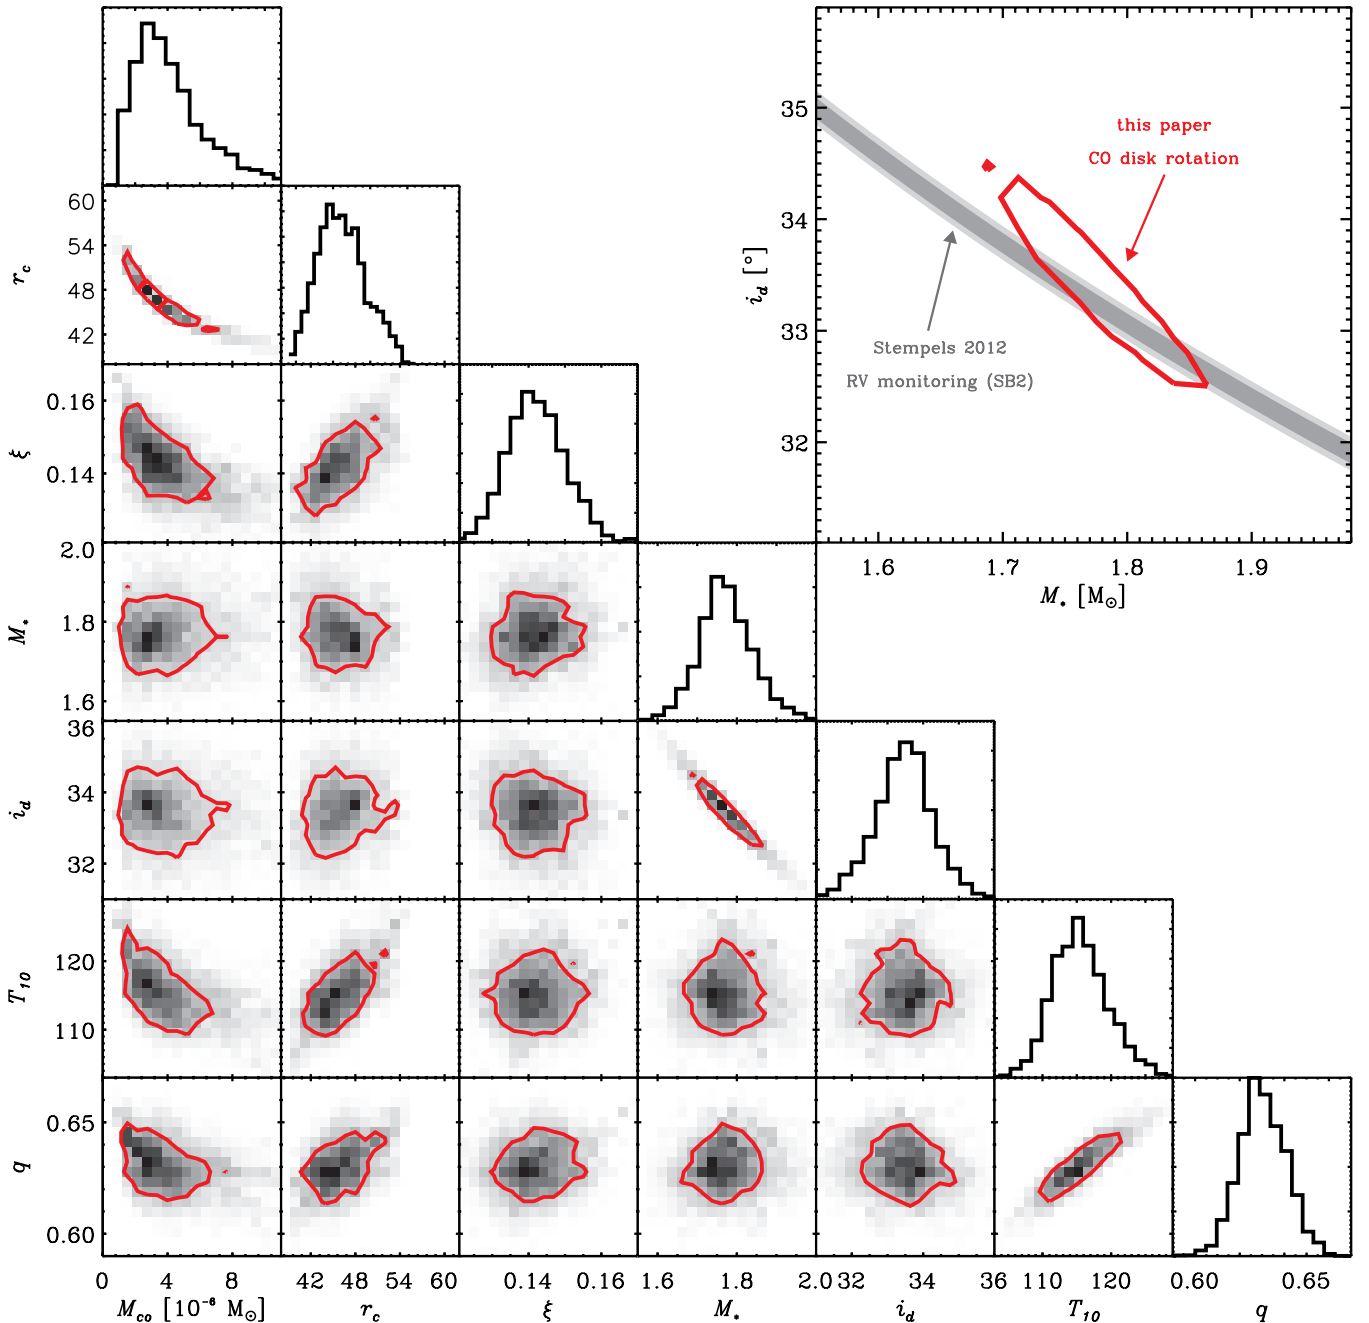 35
34
33
32
i_d [°]
this paper
CO disk rotation
Stempels 2012
RV monitoring (SB2)
1.6 1.7 1.8 1.9
M_* [M_⊙]
60
54
48
42
r_c
0.16
0.14
ξ
2.0
1.8
1.6
M_*
36
34
32
i_d
120
110
T_10
0.65
0.60
q
0 4 8
42 48 54 60
0.14 0.16
1.6 1.8 2.0
32 34 36
110 120
0.60 0.65
M_co [10⁻⁶ M_⊙]
r_c
ξ
M_*
i_d
T_10
q